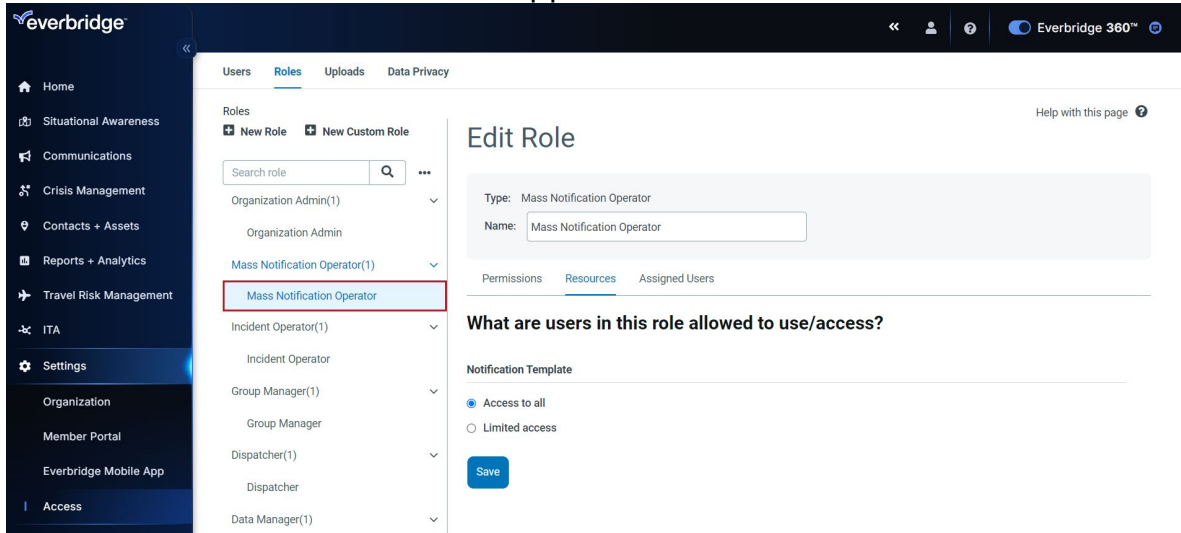 everbridge
Everbridge 360™
Home
Situational Awareness
Communications
Crisis Management
Contacts + Assets
Reports + Analytics
Travel Risk Management
ITA
Settings
Organization
Member Portal
Everbridge Mobile App
Access
Users Roles Uploads Data Privacy
Roles
New Role New Custom Role
Search role
Organization Admin(1)
Organization Admin
Mass Notification Operator(1)
Mass Notification Operator
Incident Operator(1)
Incident Operator
Group Manager(1)
Group Manager
Dispatcher(1)
Dispatcher
Data Manager(1)
Help with this page
Edit Role
Type: Mass Notification Operator
Name: Mass Notification Operator
Permissions Resources Assigned Users
What are users in this role allowed to use/access?
Notification Template
Access to all
Limited access
Save